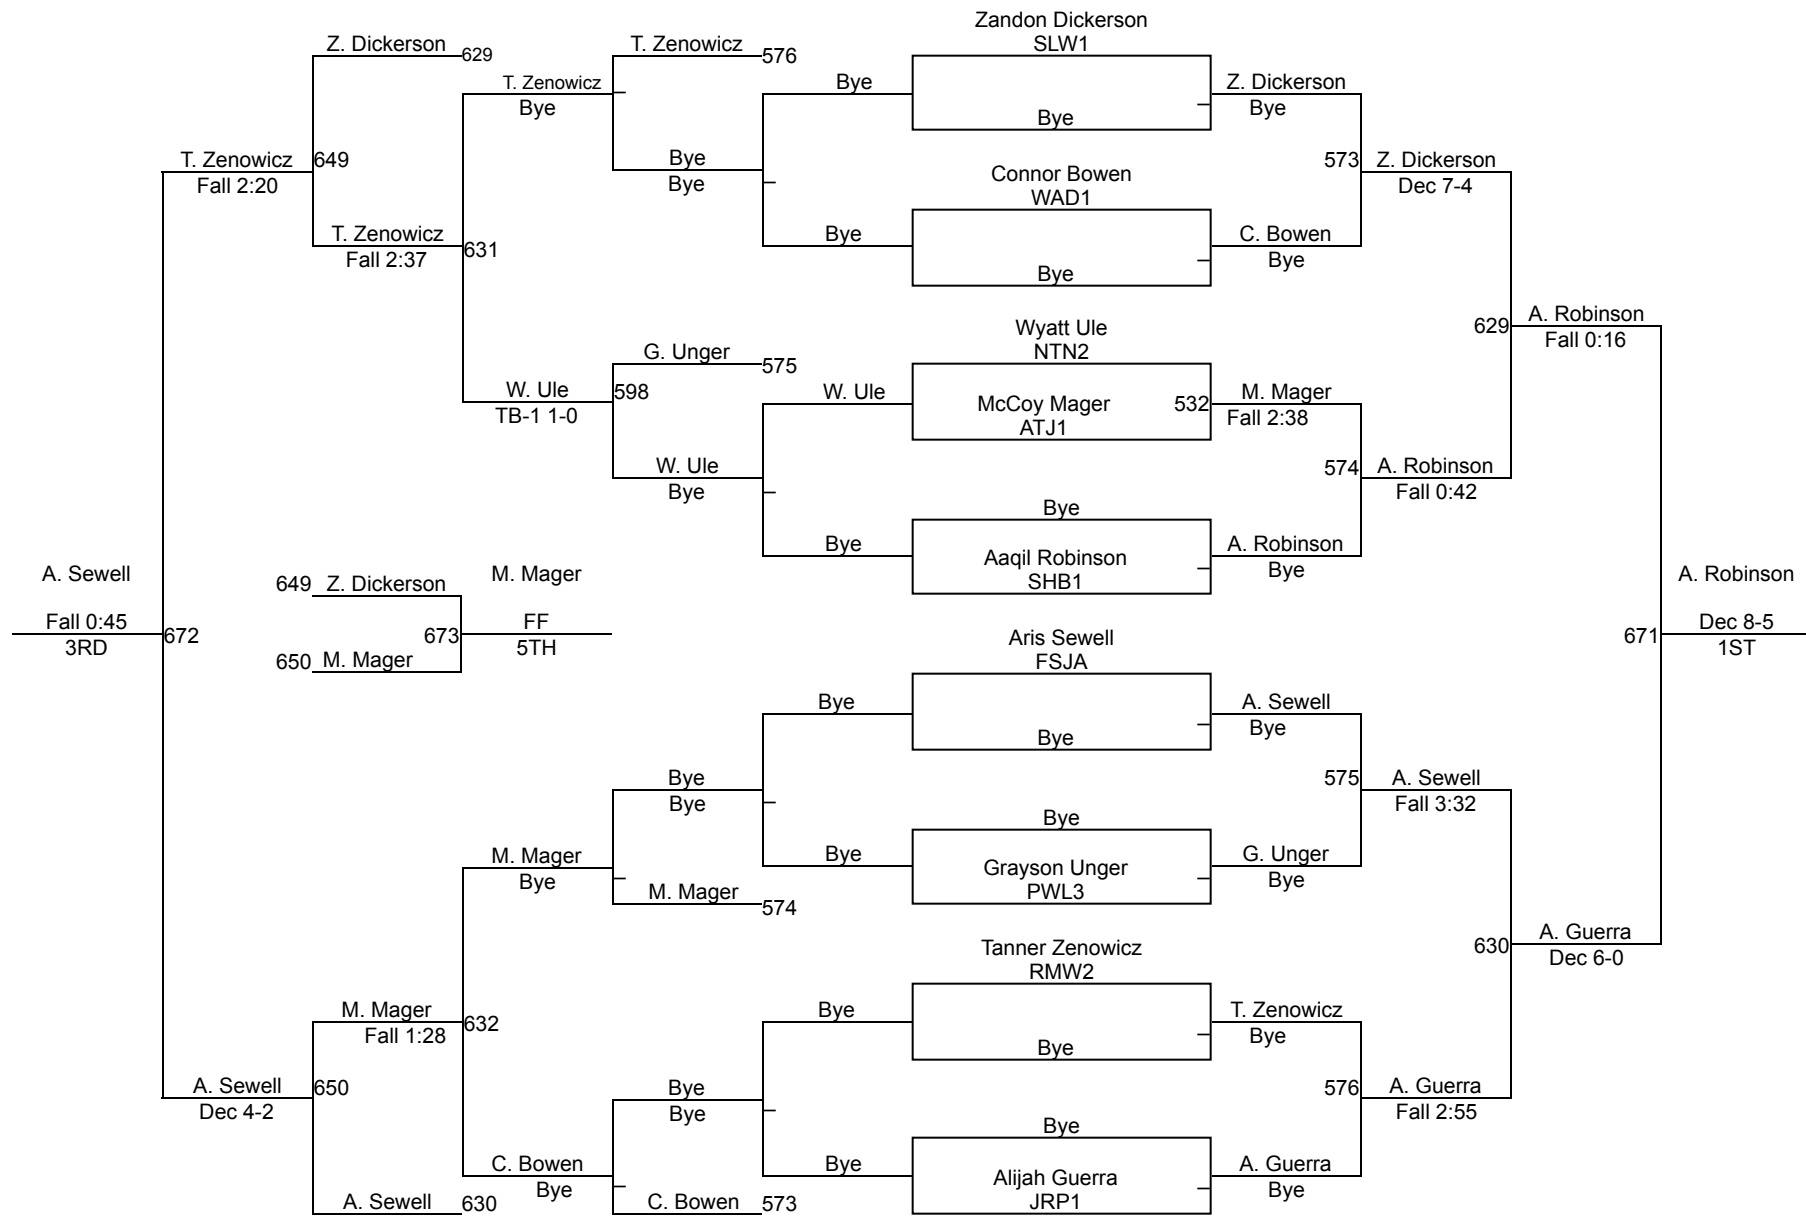 Zandon Dickerson
SLW1
Z. Dickerson
629
T. Zenowicz
576
T. Zenowicz
Bye
Bye
Bye
Z. Dickerson
Bye
T. Zenowicz
Fall 2:20
649
Bye
Bye
Connor Bowen
WAD1
573
Z. Dickerson
Dec 7-4
T. Zenowicz
Fall 2:37
631
Bye
Bye
C. Bowen
Bye
Wyatt Ule
NTN2
629
A. Robinson
Fall 0:16
G. Unger
575
W. Ule
TB-1 1-0
598
W. Ule
McCoy Mager
ATJ1
532
M. Mager
Fall 2:38
W. Ule
Bye
574
A. Robinson
Fall 0:42
Bye
Bye
Aaqil Robinson
SHB1
A. Robinson
Bye
A. Sewell
Fall 0:45
3RD
672
649
Z. Dickerson
650
M. Mager
673
M. Mager
FF
5TH
671
A. Robinson
Dec 8-5
1ST
Aris Sewell
FSJA
Bye
Bye
A. Sewell
Bye
Bye
Bye
575
A. Sewell
Fall 3:32
M. Mager
Bye
Bye
Bye
Grayson Unger
PWL3
G. Unger
Bye
M. Mager
574
630
A. Guerra
Dec 6-0
Tanner Zenowicz
RMW2
M. Mager
Fall 1:28
632
Bye
Bye
T. Zenowicz
Bye
A. Sewell
Dec 4-2
650
Bye
Bye
576
A. Guerra
Fall 2:55
C. Bowen
Bye
Bye
Bye
Alijah Guerra
JRP1
A. Guerra
Bye
A. Sewell
630
C. Bowen
573